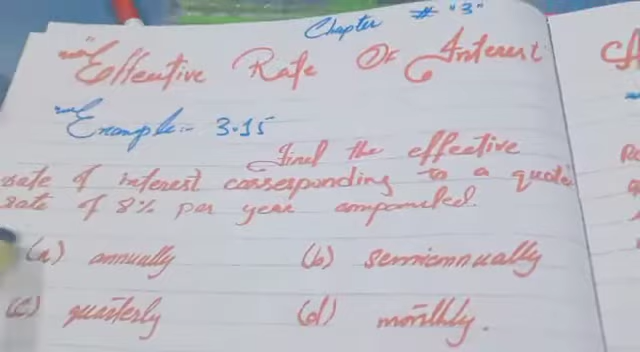 Chapter # "3"
"Effective Rate Of Interest
"Example:- 3.15
Find the effective
rate of interest corresponding to a quote
rate of 8% per year compounded.
(a) annually (b) semiannually
(c) quarterly (d) monthly.